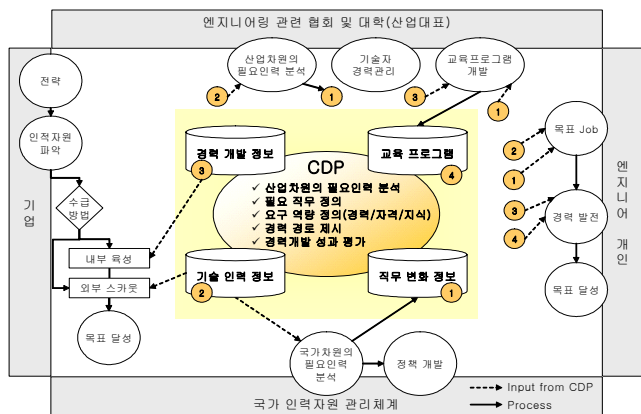 엔지니어링 관련 협회 및 대학(산업대표)
전략
인적자원
파악
수급
방법
내부 육성
외부 스카웃
목표 달성
기 업
산업차원의
필요인력 분석
기술자
경력관리
교육프로그램
개발
2
1
3
1
경력 개발 정보
3
교육 프로그램
4
CDP
✓ 산업차원의 필요인력 분석
✓ 필요 직무 정의
✓ 요구 역량 정의(경력/자격/지식)
✓ 경력 경로 제시
✓ 경력개발 성과 평가
기술 인력 정보
2
직무 변화 정보
1
국가차원의
필요인력
분석
정책 개발
목표 Job
2
1
경력 발전
3
4
목표 달성
엔지니어 개인
Input from CDP
Process
국가 인력자원 관리체계